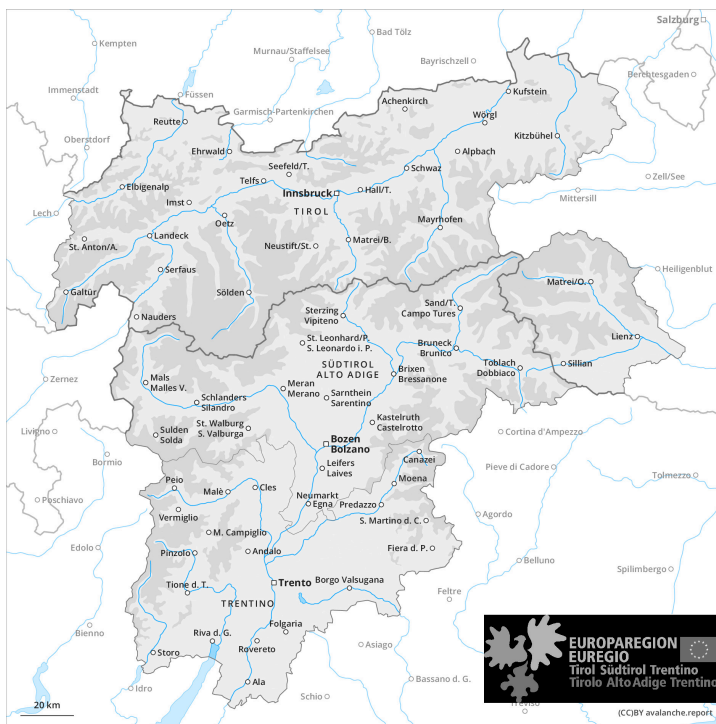 Salzburg
Bad Tölz
Kempten
Murnau/Staffelsee
Bayrischzell
Berchtesgaden
Immenstadt
Füssen
Kufstein
Achenkirch
Garmisch-Partenkirchen
Wörgl
Reutte
Kitzbühel
Oberstdorf
Ehrwald
Alpbach
Seefeld/T.
Schwaz
Telfs
Zell/See
Elbigenalp
Innsbruck
Hall/T.
Mittersill
Imst
TIROL
Lech
Oetz
Mayrhofen
Landeck
St. Anton/A.
Neustift/St.
Matrei/B.
Serfaus
Heiligenblut
Matrei/O.
Galtür
Sölden
Sand/T.
Campo Tures
Nauders
Sterzing
Vipiteno
Lienz
St. Leonhard/P.
S. Leonardo i. P.
Bruneck
Brunico
Toblach
Dobbiaco
Sillian
SÜDTIROL
ALTO ADIGE
Brixen
Bressanone
Zernez
Mals
Malles V.
Meran
Merano
Sarnthein
Sarentino
Schlanders
Silandro
St. Walburg
S. Valburga
Kastelruth
Castelrotto
Livigno
Sulden
Solda
Cortina d'Ampezzo
Bozen
Bolzano
Bormio
Canazei
Leifers
Laives
Pieve di Cadore
Peio
Moena
Tolmezzo
Malè
Cles
Poschiavo
Neumarkt
Egna
Predazzo
Vermiglio
Agordo
S. Martino d. C.
M. Campiglio
Edolo
Pinzolo
Andalo
Fiera d. P.
Belluno
Spilimbergo
Tione d. T.
Trento
Borgo Valsugana
Feltre
TRENTINO
Folgaria
Bienno
Riva d. G.
Rovereto
Asiago
Storo
Ala
Idro
Schio
Bassano d. G.
Treviso
EUROPAREGION
EUREGIO
Tirol Südtirol Trentino
Tirolo Alto Adige Trentino
20 km
(CC)BY avalanche.report